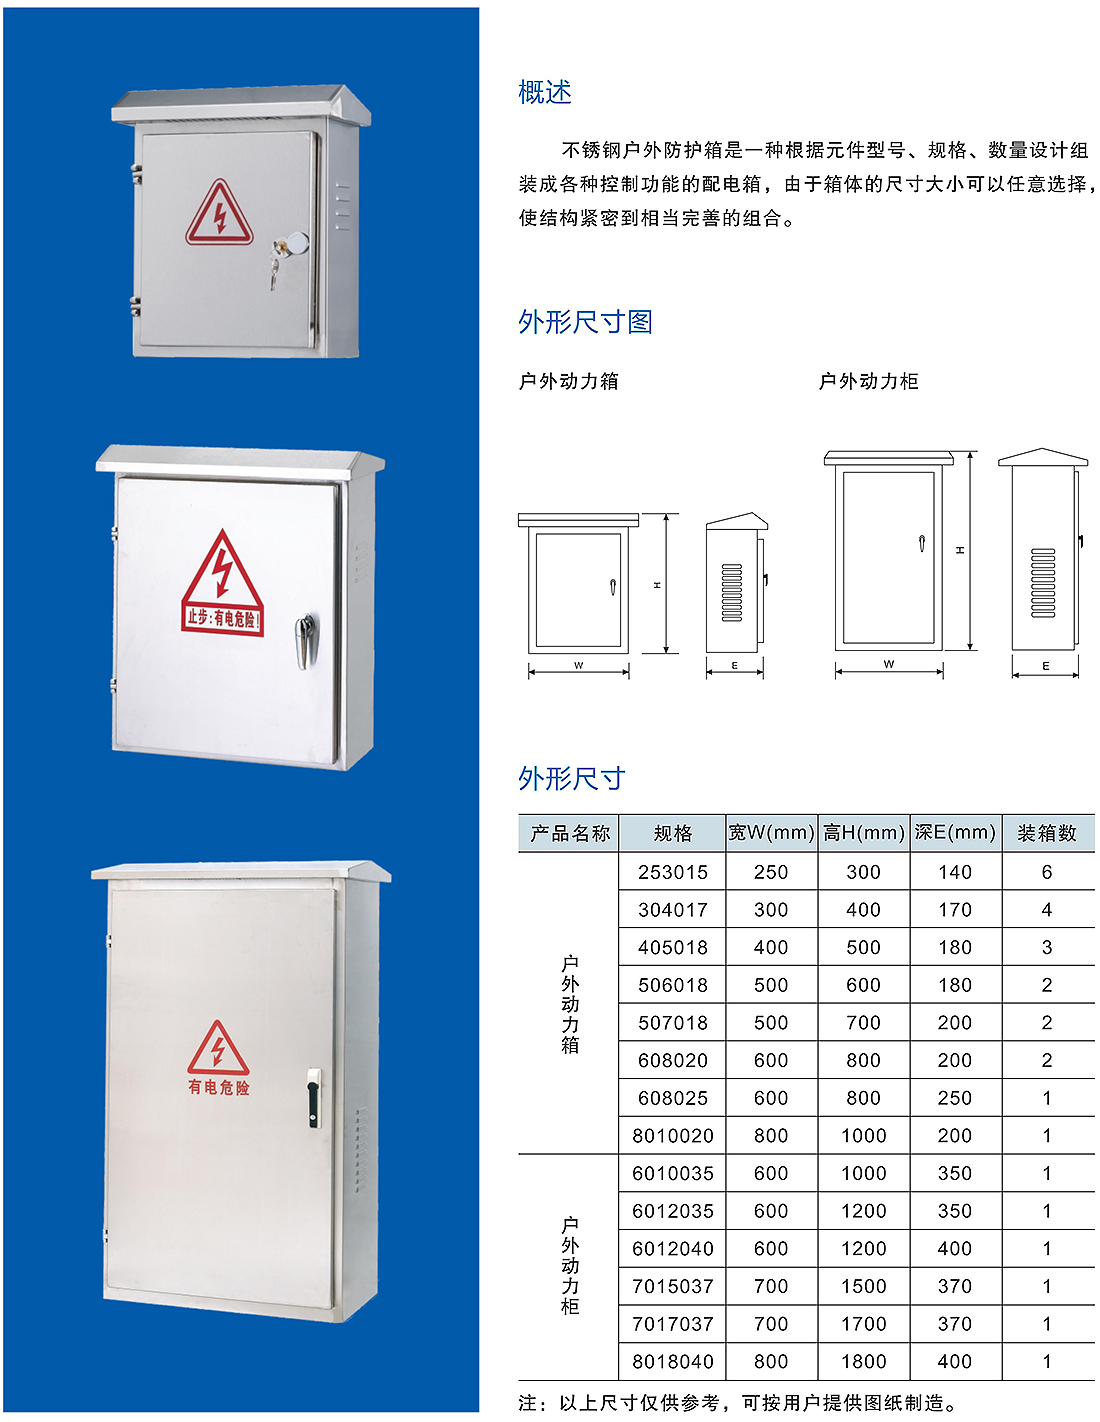 概述
不锈钢户外防护箱是一种根据元件型号、规格、数量设计组
装成各种控制功能的配电箱，由于箱体的尺寸大小可以任意选择，
使结构紧密到相当完善的组合。
外形尺寸图
户外动力箱 户外动力柜
H
W
E
H
W
E
止步：有电危险！
有电危险
外形尺寸
产品名称 规格 宽W(mm) 高H(mm) 深E(mm) 装箱数
户外动力箱
253015 250 300 140 6
304017 300 400 170 4
405018 400 500 180 3
506018 500 600 180 2
507018 500 700 200 2
608020 600 800 200 2
608025 600 800 250 1
8010020 800 1000 200 1
户外动力柜
6010035 600 1000 350 1
6012035 600 1200 350 1
6012040 600 1200 400 1
7015037 700 1500 370 1
7017037 700 1700 370 1
8018040 800 1800 400 1
注：以上尺寸仅供参考，可按用户提供图纸制造。